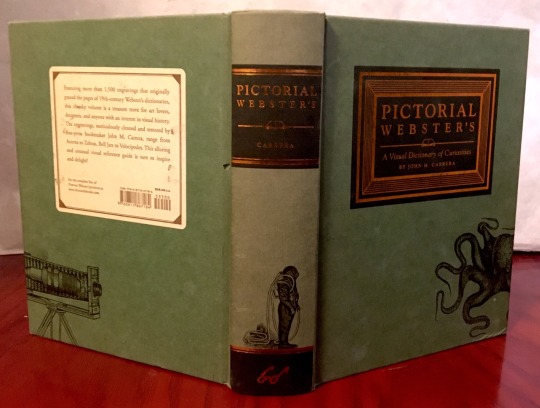 Featuring more than 1,500 engravings that originally
graced the pages of 19th-century Webster's dictionaries,
this chunky volume is a treasure trove for art lovers,
designers, and anyone with an interest in visual history.
The engravings, meticulously cleaned and restored by
bookmaker John M. Carrera, range from
Acorns to Zebras, Bell Jars to Velocipedes. This alluring
and unusual visual reference guide is sure to inspire
and delight!
PICTORIAL
WEBSTER'S
CARRERA
PICTORIAL
WEBSTER'S
A Visual Dictionary of Curiosities
BY JOHN M. CARRERA